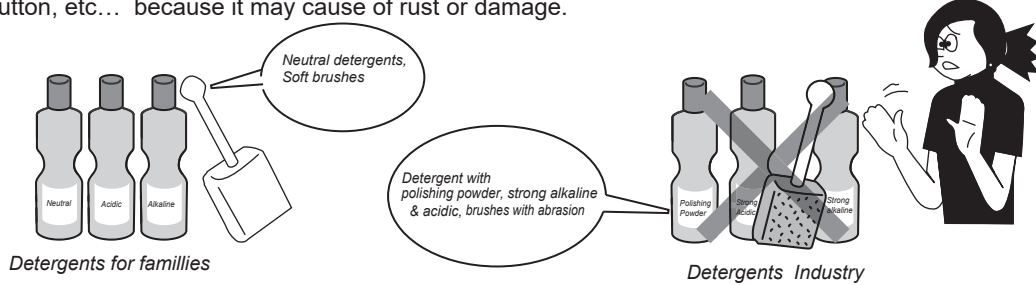 utton, etc… because it may cause of rust or damage.
Neutral detergents,
Soft brushes
Detergent with
polishing powder, strong alkaline
& acidic, brushes with abrasion
Neutral
Acidic
Alkaline
Polishing
Powder
Strong
Acidic
Strong
alkaline
Detergents for famillies
Detergents Industry